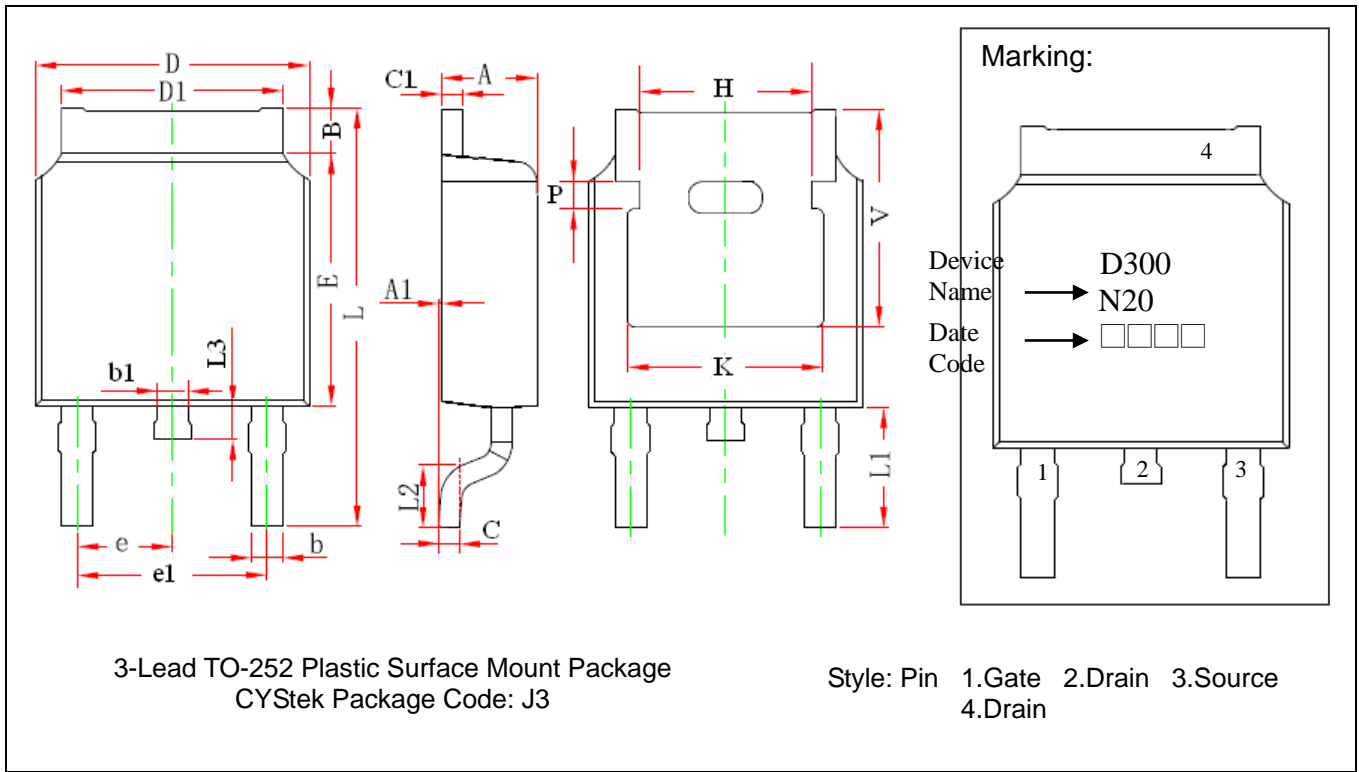 D
D1
B
E
L
L3
b1
e
b
e1
C1
A
A1
L2
C
H
P
V
K
L1
Marking:
4
Device
Name
D300
N20
Date
Code
□□□□
1
2
3
3-Lead TO-252 Plastic Surface Mount Package
CYStek Package Code: J3
Style: Pin 1.Gate 2.Drain 3.Source
4.Drain